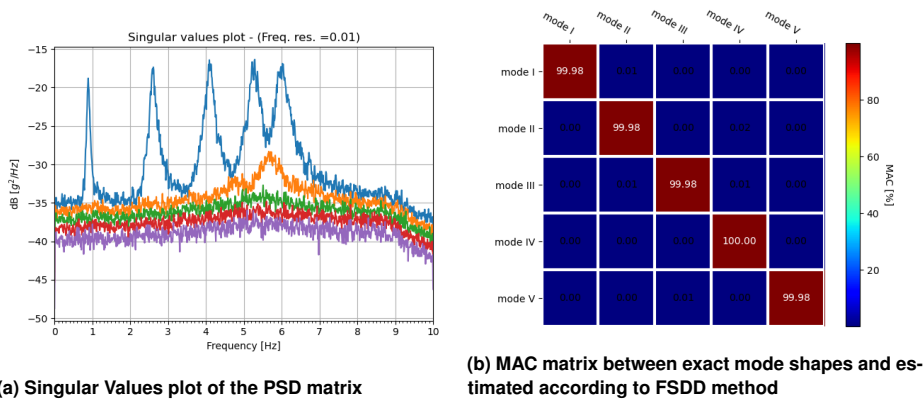 Singular values plot - (Freq. res. =0.01)
−15
−20
−25
−30
−35
−40
−45
−50
dB [g²/Hz]
0 1 2 3 4 5 6 7 8 9 10
Frequency [Hz]
(a) Singular Values plot of the PSD matrix
mode I
mode II
mode III
mode IV
mode V
mode I 99.98 0.01 0.00 0.00 0.00
mode II 0.00 99.98 0.00 0.02 0.00
mode III 0.00 0.01 99.98 0.00
mode IV 0.00 0.00 0.00 100.00 0.00
mode V 0.00 0.00 0.01 0.00 99.98
80
60
40
20
MAC [%]
(b) MAC matrix between exact mode shapes and es-
timated according to FSDD method